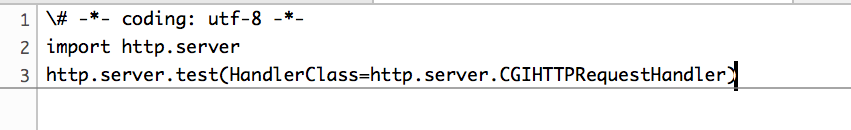 1 \# -*- coding: utf-8 -*-
2 import http.server
3 http.server.test(HandlerClass=http.server.CGIHTTPRequestHandler)